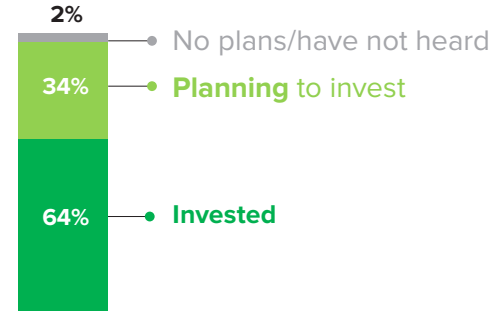 2%
No plans/have not heard
34%
Planning to invest
64%
Invested